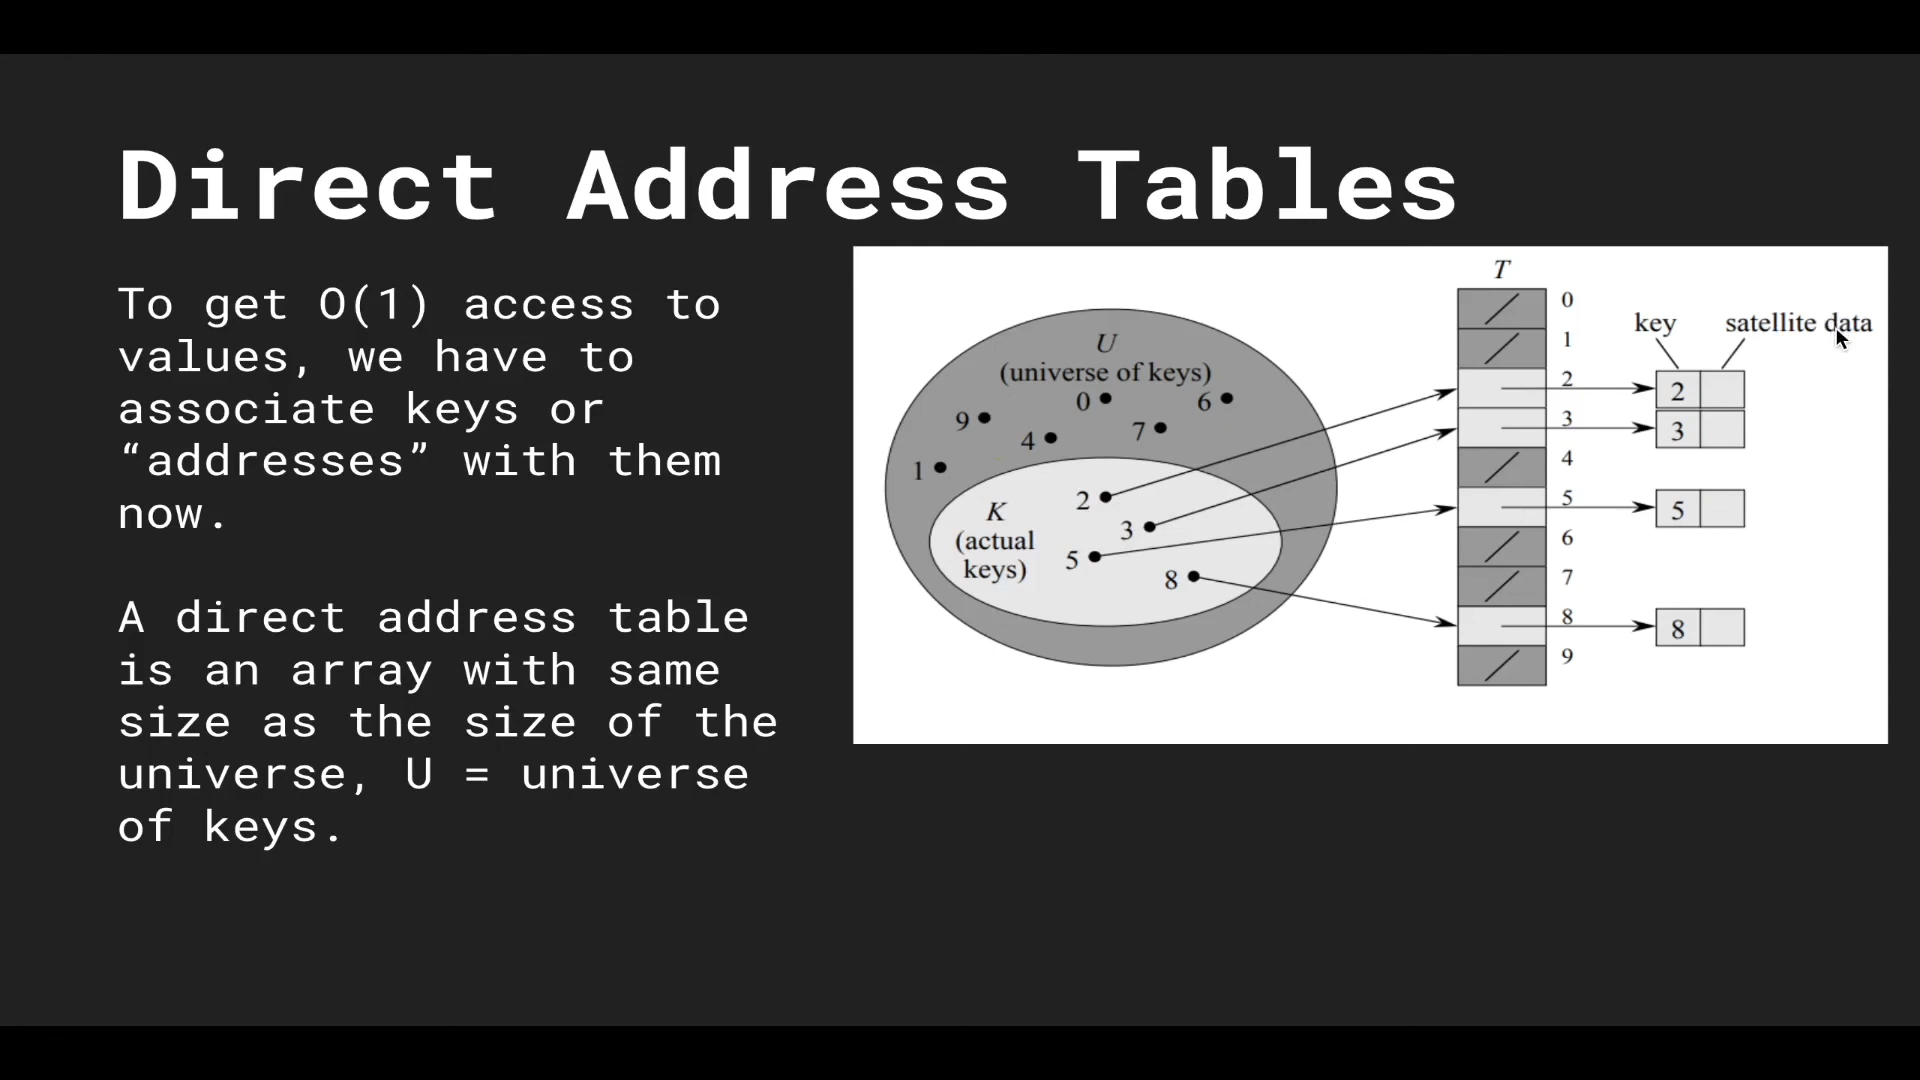 Direct Address Tables
To get O(1) access to
values, we have to
associate keys or
“addresses” with them
now.
A direct address table
is an array with same
size as the size of the
universe, U = universe
of keys.
T
U
(universe of keys)
0
6
9
4
7
1
K
(actual
keys)
2
3
5
8
0
1
2
3
4
5
6
7
8
9
key
satellite data
2
3
5
8